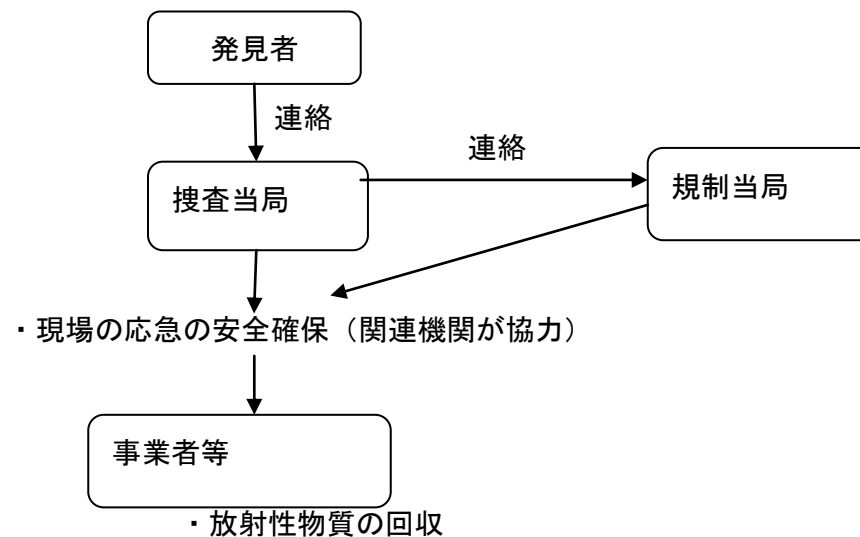 発見者
連絡
連絡
捜査当局
規制当局
・現場の応急の安全確保（関連機関が協力）
事業者等
・放射性物質の回収